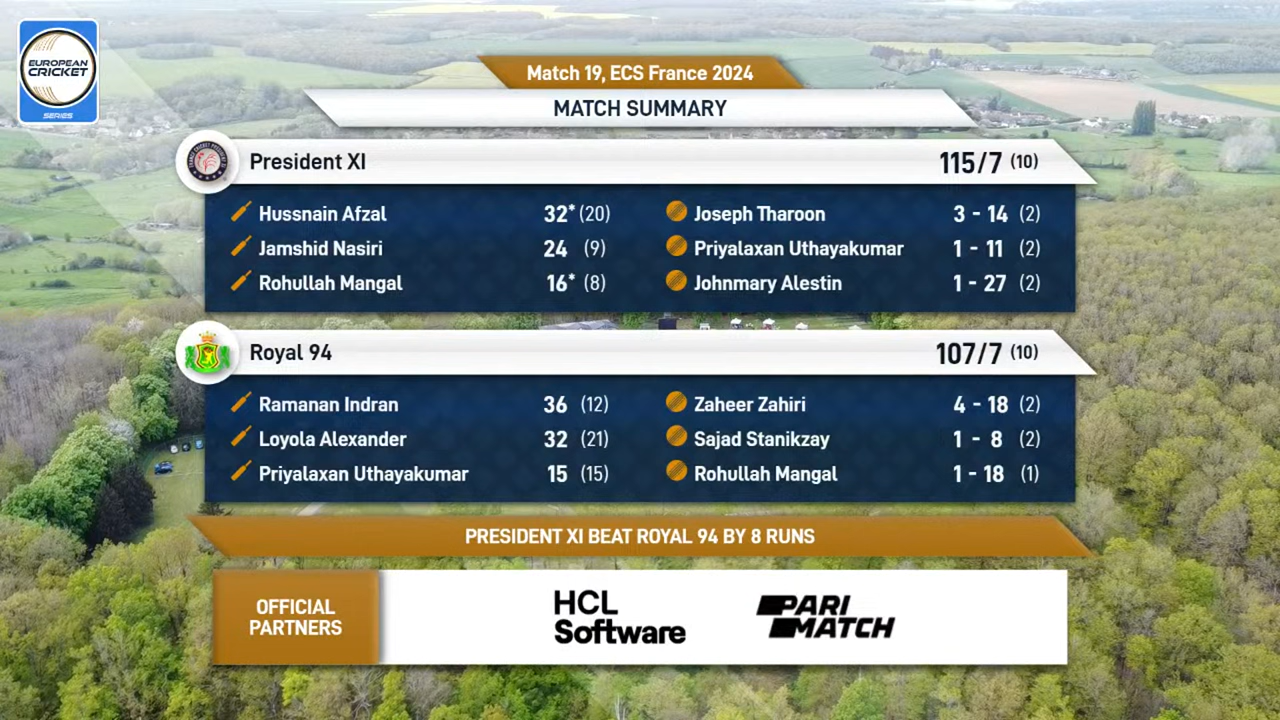 EUROPEAN
CRICKET
SERIES
Match 19, ECS France 2024
MATCH SUMMARY
President XI 115/7 (10)
Hussnain Afzal 32* (20) Joseph Tharoon 3 - 14 (2)
Jamshid Nasiri 24 (9) Priyalaxan Uthayakumar 1 - 11 (2)
Rohullah Mangal 16* (8) Johnmary Alestin 1 - 27 (2)
Royal 94 107/7 (10)
Ramanan Indran 36 (12) Zaheer Zahiri 4 - 18 (2)
Loyola Alexander 32 (21) Sajad Stanikzay 1 - 8 (2)
Priyalaxan Uthayakumar 15 (15) Rohullah Mangal 1 - 18 (1)
PRESIDENT XI BEAT ROYAL 94 BY 8 RUNS
OFFICIAL
PARTNERS
HCL
Software
PARI
MATCH